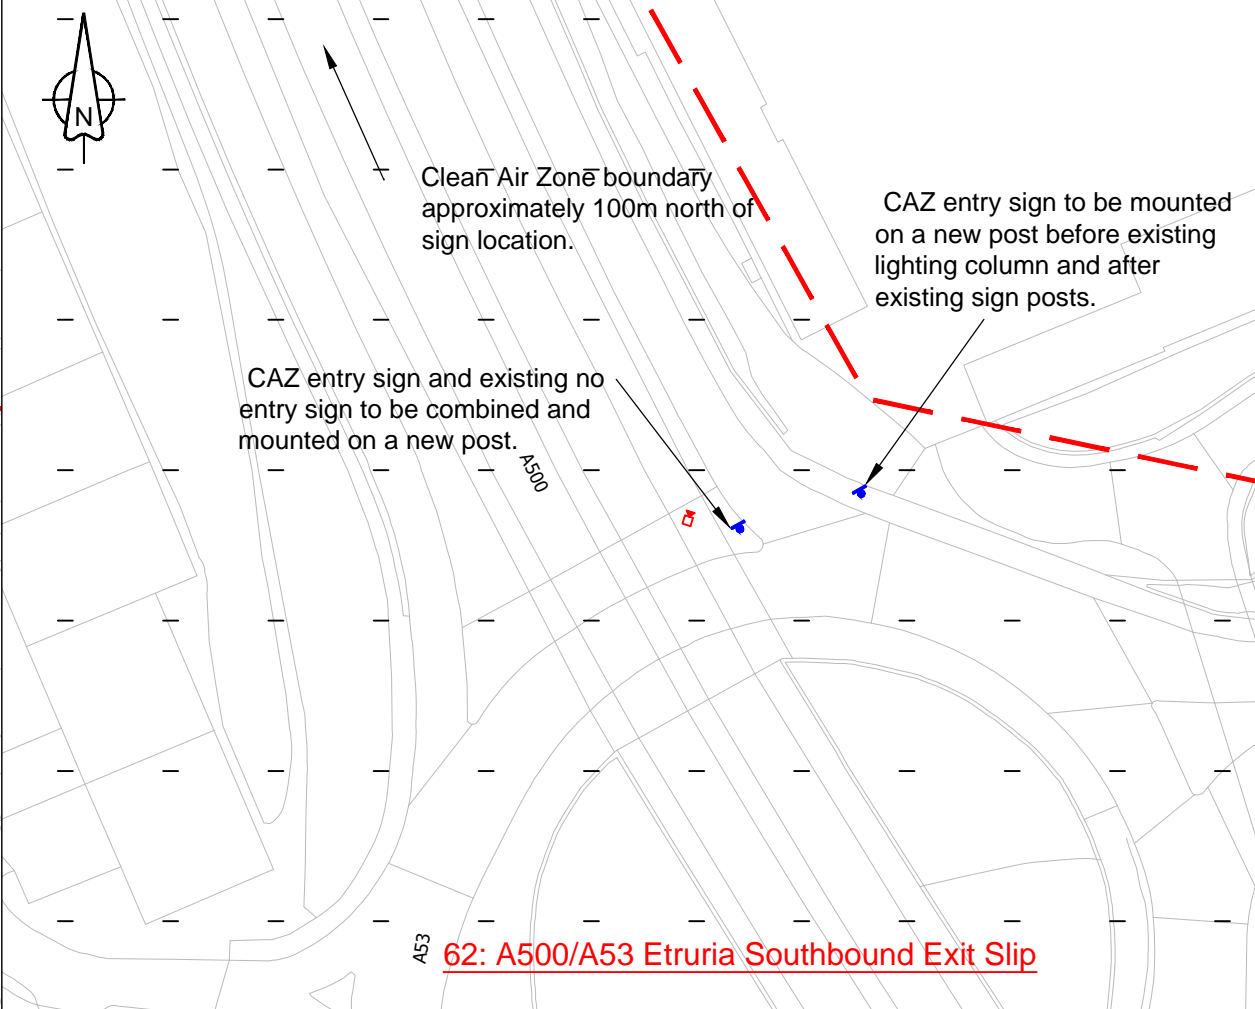 N
Clean Air Zone boundary
approximately 100m north of
sign location.
CAZ entry sign to be mounted
on a new post before existing
lighting column and after
existing sign posts.
CAZ entry sign and existing no
entry sign to be combined and
mounted on a new post.
A500
A53
62: A500/A53 Etruria Southbound Exit Slip